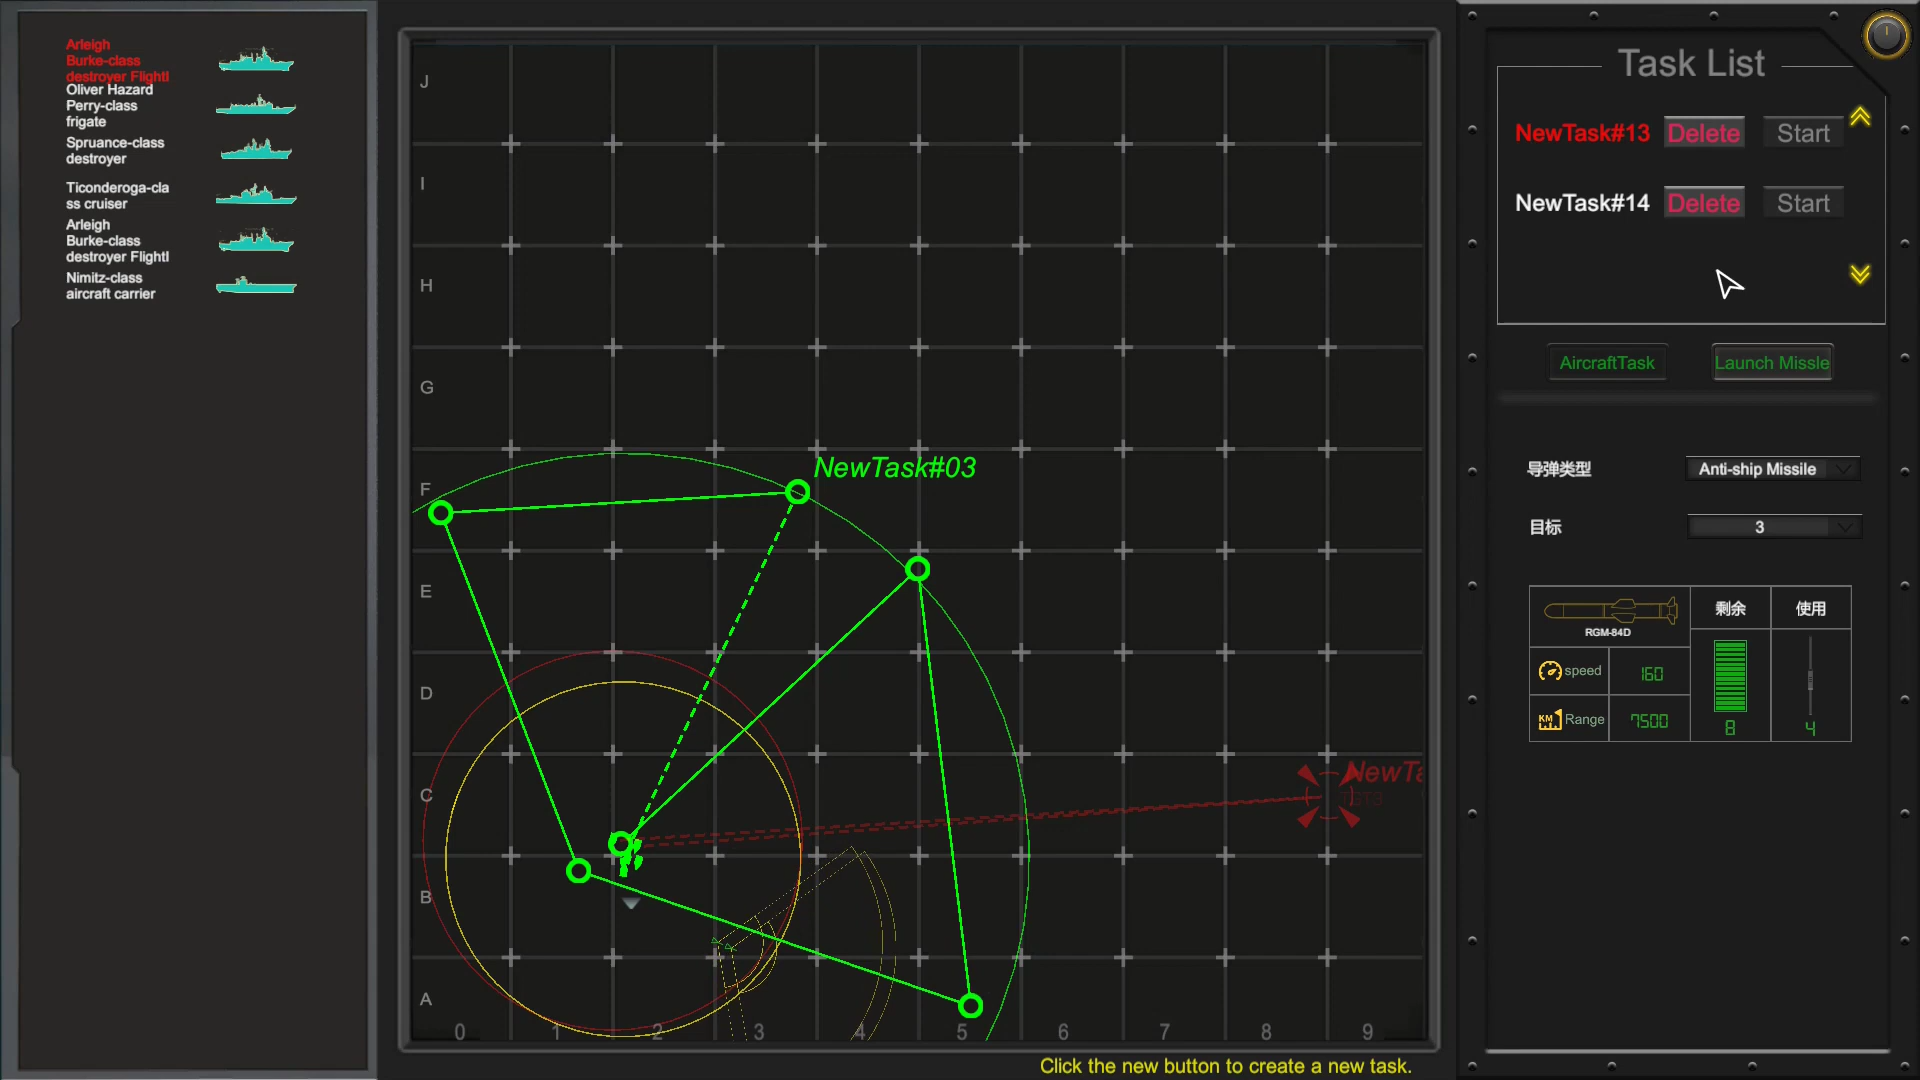 Arleigh
Burke-class
destroyer FlightI
Oliver Hazard
Perry-class
frigate
Spruance-class
destroyer
Ticonderoga-cla
ss cruiser
Arleigh
Burke-class
destroyer FlightI
Nimitz-class
aircraft carrier
J
I
H
G
F
E
D
C
B
A
0 1 2 3 4 5 6 7 8 9
NewTask#03
NewTa
Click the new button to create a new task.
Task List
NewTask#13 Delete Start
NewTask#14 Delete Start
AircraftTask Launch Missle
导弹类型 Anti-ship Missile
目标 3
RGM-84D 剩余 使用
speed 160
KM Range 7500
8 4